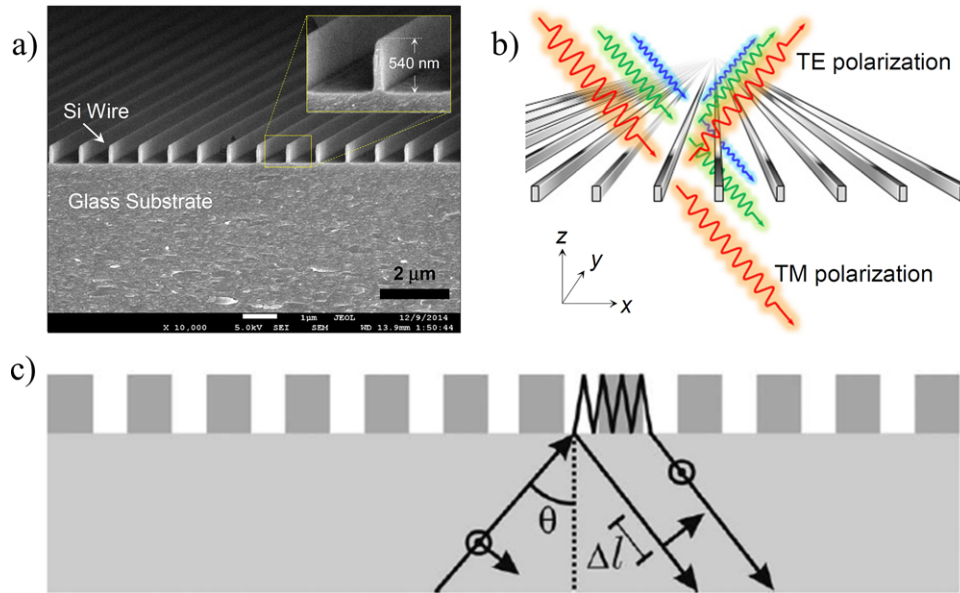 a)
540 nm
Si Wire
Glass Substrate
2 μm
1μm JEOL 12/9/2014
X 10,000 5.0kV SEI SEM WD 13.9mm 1:50:44
b)
TE polarization
TM polarization
z
y
x
c)
θ
Δl